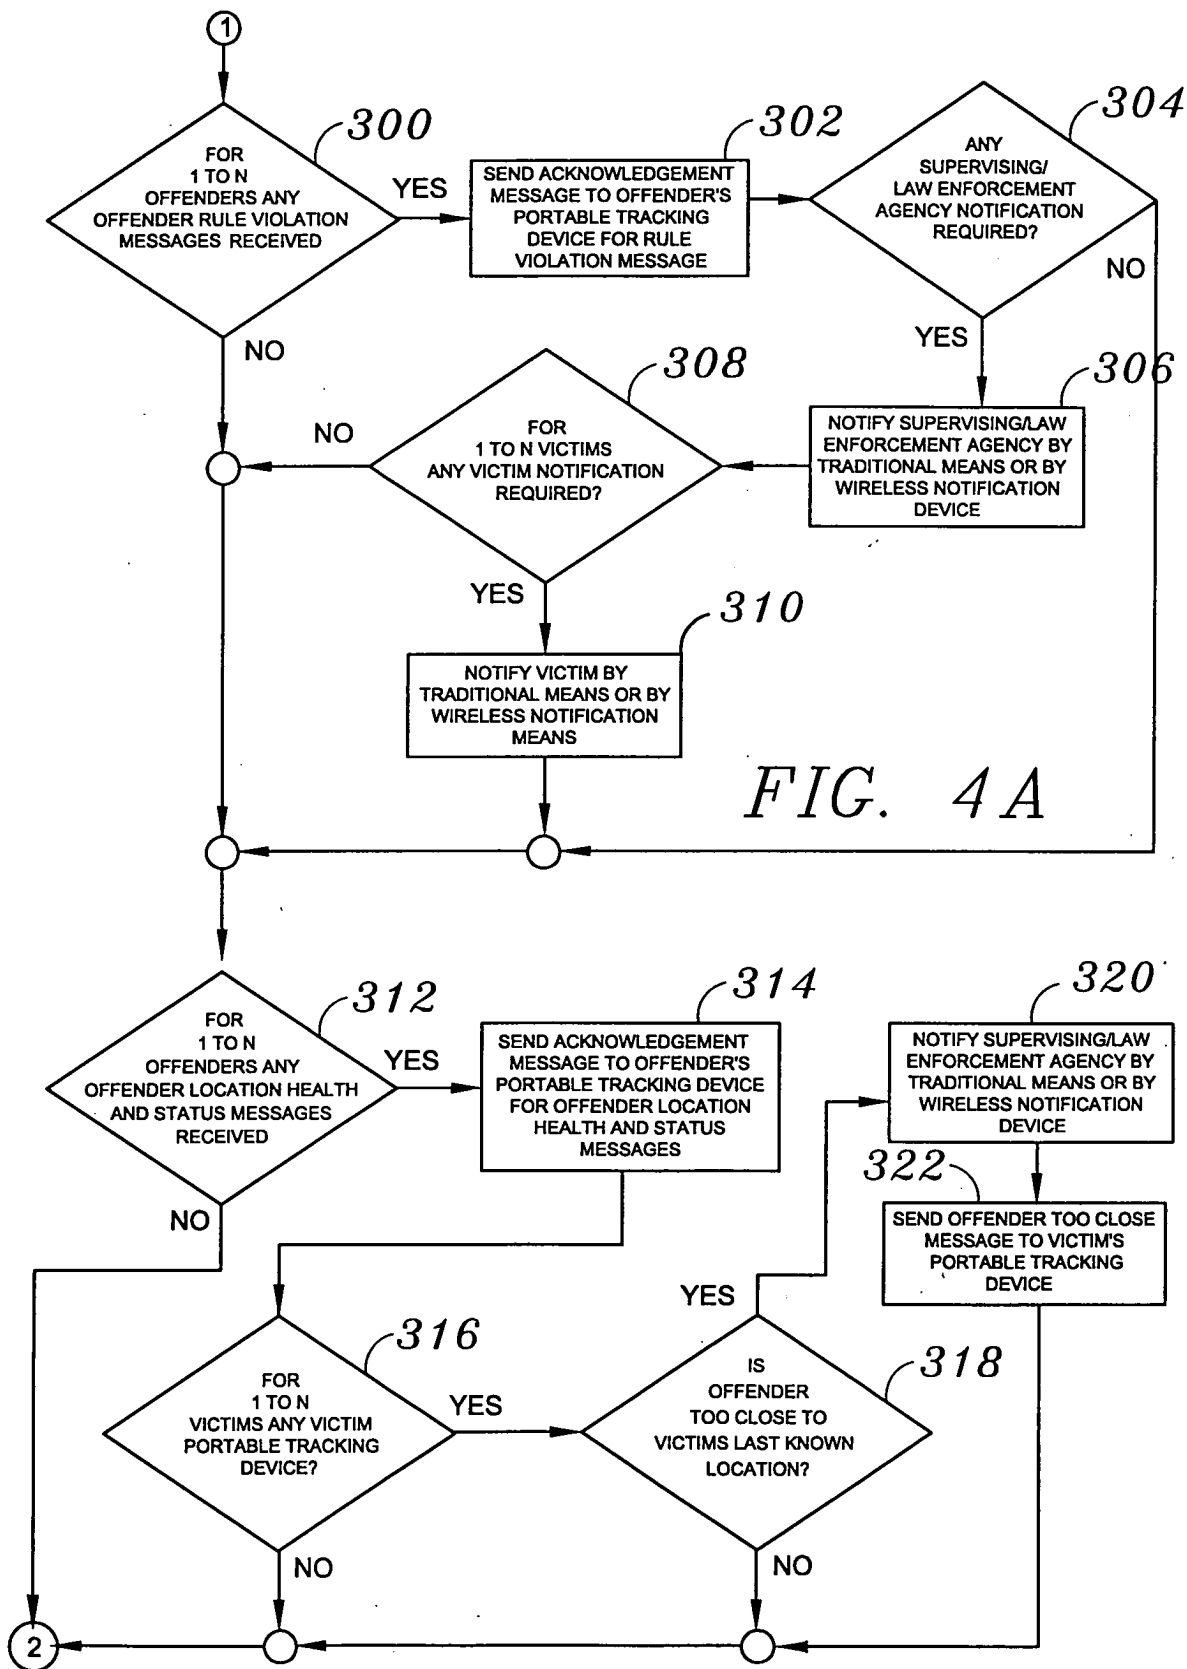 1
300
FOR
1 TO N
OFFENDERS ANY
OFFENDER RULE VIOLATION
MESSAGES RECEIVED
YES
NO
302
SEND ACKNOWLEDGEMENT
MESSAGE TO OFFENDER'S
PORTABLE TRACKING
DEVICE FOR RULE
VIOLATION MESSAGE
304
ANY
SUPERVISING/
LAW ENFORCEMENT
AGENCY NOTIFICATION
REQUIRED?
NO
YES
306
NOTIFY SUPERVISING/LAW
ENFORCEMENT AGENCY BY
TRADITIONAL MEANS OR BY
WIRELESS NOTIFICATION
DEVICE
308
FOR
1 TO N VICTIMS
ANY VICTIM NOTIFICATION
REQUIRED?
NO
YES
310
NOTIFY VICTIM BY
TRADITIONAL MEANS OR BY
WIRELESS NOTIFICATION
MEANS
FIG. 4A
312
FOR
1 TO N
OFFENDERS ANY
OFFENDER LOCATION HEALTH
AND STATUS MESSAGES
RECEIVED
YES
NO
314
SEND ACKNOWLEDGEMENT
MESSAGE TO OFFENDER'S
PORTABLE TRACKING DEVICE
FOR OFFENDER LOCATION
HEALTH AND STATUS
MESSAGES
320
NOTIFY SUPERVISING/LAW
ENFORCEMENT AGENCY BY
TRADITIONAL MEANS OR BY
WIRELESS NOTIFICATION
DEVICE
322
SEND OFFENDER TOO CLOSE
MESSAGE TO VICTIM'S
PORTABLE TRACKING
DEVICE
316
FOR
1 TO N
VICTIMS ANY VICTIM
PORTABLE TRACKING
DEVICE?
YES
NO
318
IS
OFFENDER
TOO CLOSE TO
VICTIMS LAST KNOWN
LOCATION?
YES
NO
2